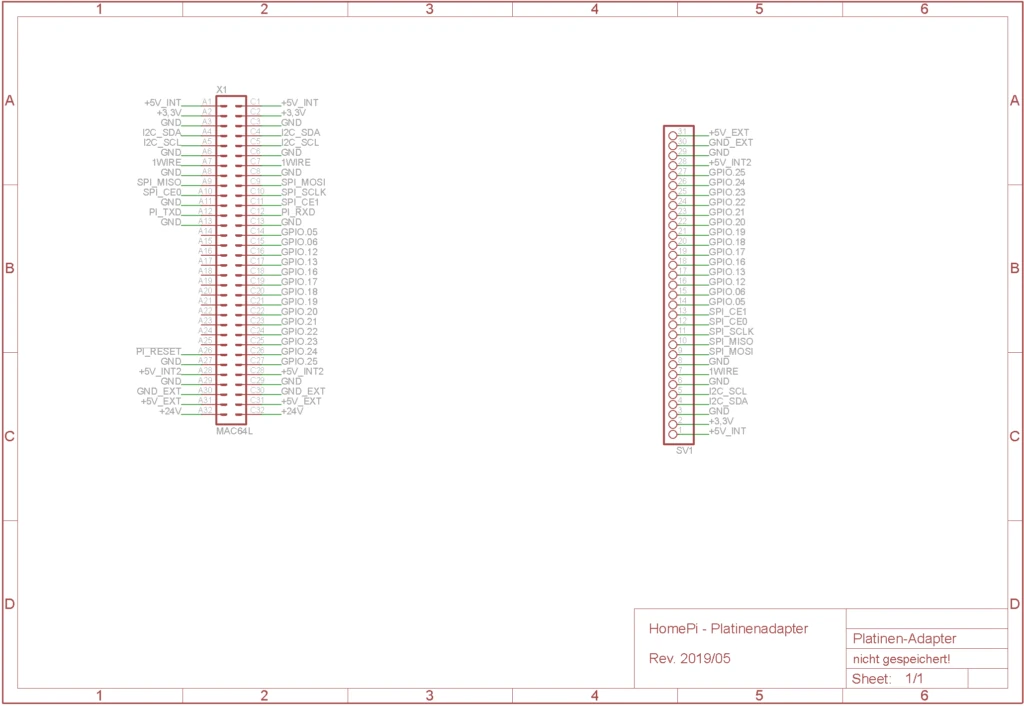 1 2 3 4 5 6
A A
B B
C C
D D
X1
+5V_INT A1 C1 +5V_INT
+3,3V A2 C2 +3,3V
GND A3 C3 GND
I2C_SDA A4 C4 I2C_SDA
I2C_SCL A5 C5 I2C_SCL
GND A6 C6 GND
1WIRE A7 C7 1WIRE
GND A8 C8 GND
SPI_MISO A9 C9 SPI_MOSI
SPI_CE0 A10 C10 SPI_SCLK
GND A11 C11 SPI_CE1
PI_TXD A12 C12 PI_RXD
GND A13 C13 GND
A14 C14 GPIO.05
A15 C15 GPIO.06
A16 C16 GPIO.12
A17 C17 GPIO.13
A18 C18 GPIO.16
A19 C19 GPIO.17
A20 C20 GPIO.18
A21 C21 GPIO.19
A22 C22 GPIO.20
A23 C23 GPIO.21
A24 C24 GPIO.22
A25 C25 GPIO.23
PI_RESET A26 C26 GPIO.24
GND A27 C27 GPIO.25
+5V_INT2 A28 C28 +5V_INT2
GND A29 C29 GND
GND_EXT A30 C30 GND_EXT
+5V_EXT A31 C31 +5V_EXT
+24V A32 C32 +24V
MAC64L
31 +5V_EXT
30 GND_EXT
29 GND
28 +5V_INT2
27 GPIO.25
26 GPIO.24
25 GPIO.23
24 GPIO.22
23 GPIO.21
22 GPIO.20
21 GPIO.19
20 GPIO.18
19 GPIO.17
18 GPIO.16
17 GPIO.13
16 GPIO.12
15 GPIO.06
14 GPIO.05
13 SPI_CE1
12 SPI_CE0
11 SPI_SCLK
10 SPI_MISO
9 SPI_MOSI
8 GND
7 1WIRE
6 GND
5 I2C_SCL
4 I2C_SDA
3 GND
2 +3,3V
1 +5V_INT
SV1
HomePi - Platinenadapter
Rev. 2019/05
Platinen-Adapter
nicht gespeichert!
Sheet: 1/1
1 2 3 4 5 6